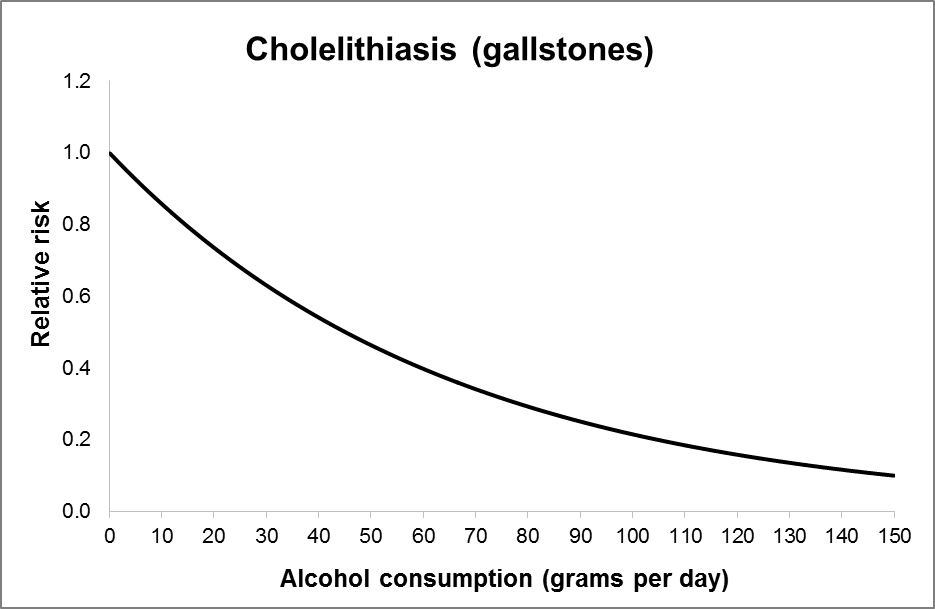 Cholelithiasis (gallstones)
1.2
1.0
0.8
0.6
0.4
0.2
0.0
Relative risk
0 10 20 30 40 50 60 70 80 90 100 110 120 130 140 150
Alcohol consumption (grams per day)